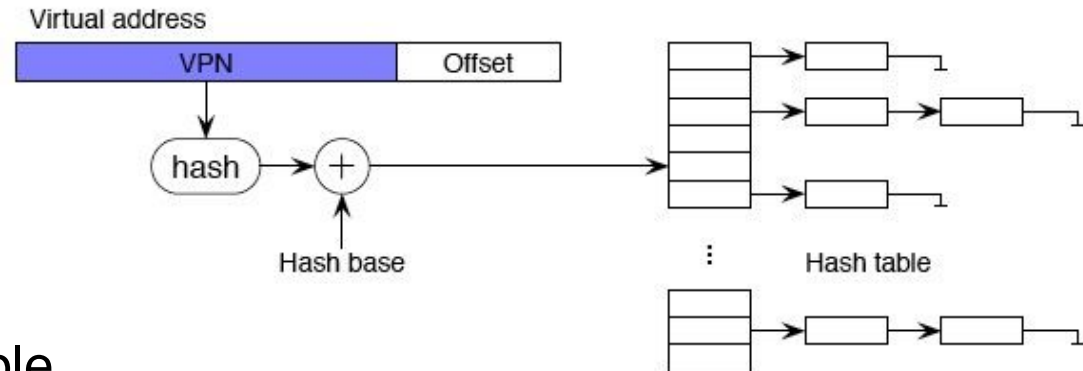 Virtual address
VPN Offset
hash +
Hash base
⋮ Hash table